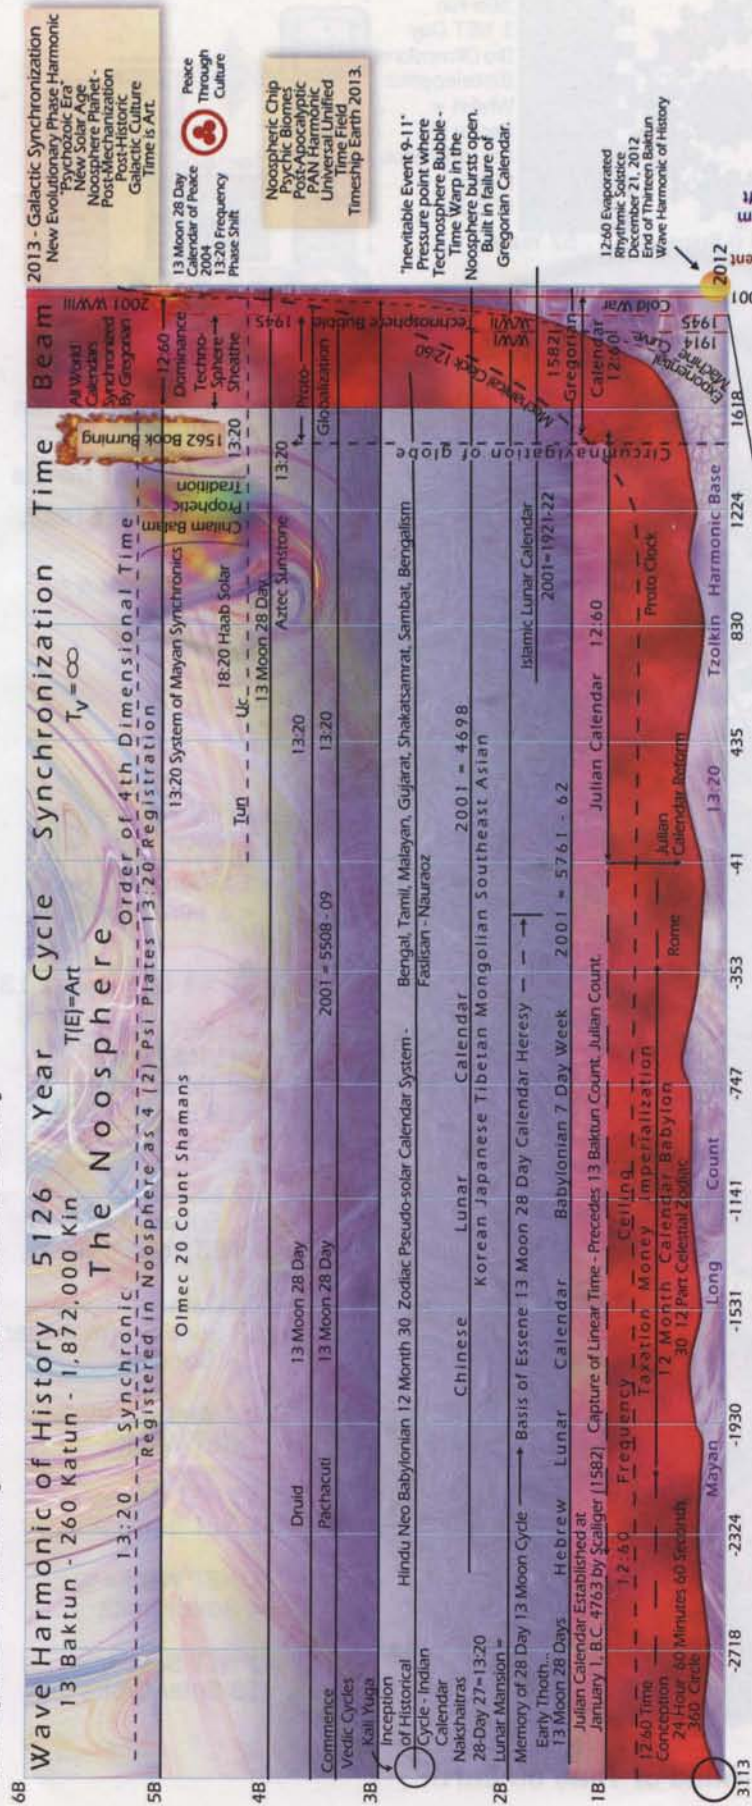 Wave Harmonic of History 5126 Year Cycle Synchronization Time Beam
13 Baktun - 260 Katun - 1,872,000 Kin T(E)=Art Tv = ∞
The Noosphere
13:20 Synchronic Order of 4th Dimensional Time
Registered in Noosphere as 4 (2) Psi Plates 13:20 Registration
Olmec 20 Count Shamans
13:20 System of Mayan Synchronics
18:20 Haab Solar
Tun Uc
13 Moon 28 Day
Aztec Sunstone 13:20
Chilam Balam
Prophetic
Tradition
1562 Book Burning
13:20
All World
Calendars
Synchronized
By Gregorian
2001 WWIII
12:60
Dominance
Techno-
Sphere
Sheathe
1945
Proto-
Globalization
Technosphere Bubble
WWI
WWII
Mechanical Clock 12:60
Circumnavigation of globe
1582
Gregorian
Calendar
12:60
Cold War
Exponential
Machine
Curve
1914
1945
Druid 13 Moon 28 Day 13:20
Pachacuti 13 Moon 28 Day 2001 = 5508 - 09 13:20
Commence
Vedic Cycles
Kali Yuga
Inception
of Historical
Cycle - Indian
Calendar
Hindu Neo Babylonian 12 Month 30 Zodiac Pseudo-solar Calendar System -
Bengal, Tamil, Malayan, Gujarat, Shakatsamrat, Sambat, Bengalism
Faslisan - Nauraoz
Nakshaitras
28-Day 27=13:20
Lunar Mansion =
Chinese Lunar Calendar 2001 = 4698
Korean Japanese Tibetan Mongolian Southeast Asian
Memory of 28 Day 13 Moon Cycle Basis of Essene 13 Moon 28 Day Calendar Heresy
Islamic Lunar Calendar
2001=1921-22
Early Thoth...
13 Moon 28 Days Hebrew Lunar Calendar Babylonian 7 Day Week 2001 = 5761 - 62
Julian Calendar Established at
January 1, B.C. 4763 by Scaliger (1582) Capture of Linear Time - Precedes 13 Baktun Count, Julian Count.
Julian Calendar 12:60
12:60 Frequency Ceiling
12:60 Time
Conception
24 Hour 60 Minutes 60 Seconds
360 Circle
Taxation Money Imperialization
12 Month Calendar Babylon
30 12 Part Celestial Zodiac
Rome
Julian
Calendar Reform
Proto Clock
Mayan Long Count 13:20 Tzolkin Harmonic Base
6B
5B
4B
3B
2B
1B
-3113 -2718 -2324 -1930 -1531 -1141 -747 -353 -41 435 830 1224 1618 2012
100
2013 - Galactic Synchronization
New Evolutionary Phase Harmonic
"Psychozoic Era"
New Solar Age
Noosphere Planet -
Post-Mechanization
Post-Historic
Galactic Culture
Time is Art.
13 Moon 28 Day
Calendar of Peace
2004
13:20 Frequency
Phase Shift
Peace
Through
Culture
Noospheric Chip
Psychic Biomes
Post-Apocalyptic
PAN Harmonic
Universal Unified
Time Field
Timeship Earth 2013.
"Inevitable Event 9-11"
Pressure point where
Technosphere Bubble -
Time Warp in the
Noosphere bursts open.
Built in failure of
Gregorian Calendar.
12:60 Evaporated
Rhythmic Solstice
December 21, 2012
End of Thirteen Baktun
Wave Harmonic of History